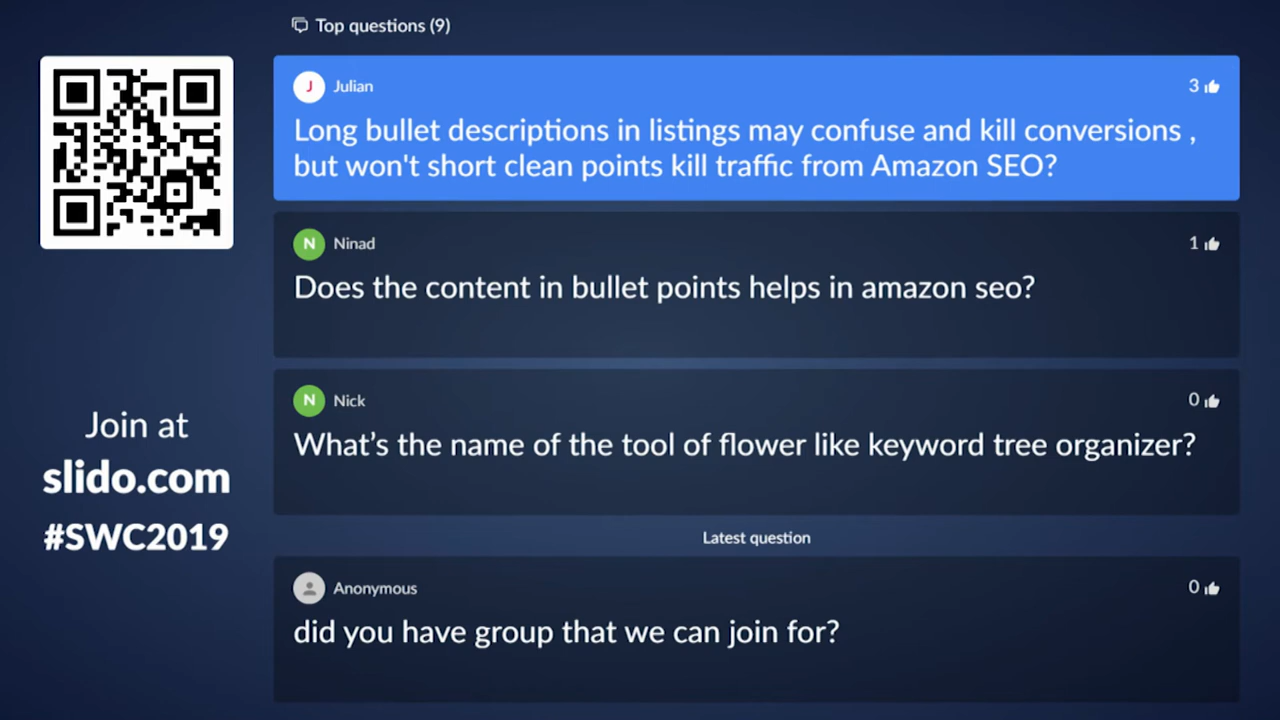 Top questions (9)
J Julian 3
Long bullet descriptions in listings may confuse and kill conversions ,
but won't short clean points kill traffic from Amazon SEO?
N Ninad 1
Does the content in bullet points helps in amazon seo?
N Nick 0
What's the name of the tool of flower like keyword tree organizer?
Latest question
Anonymous 0
did you have group that we can join for?
Join at
slido.com
#SWC2019